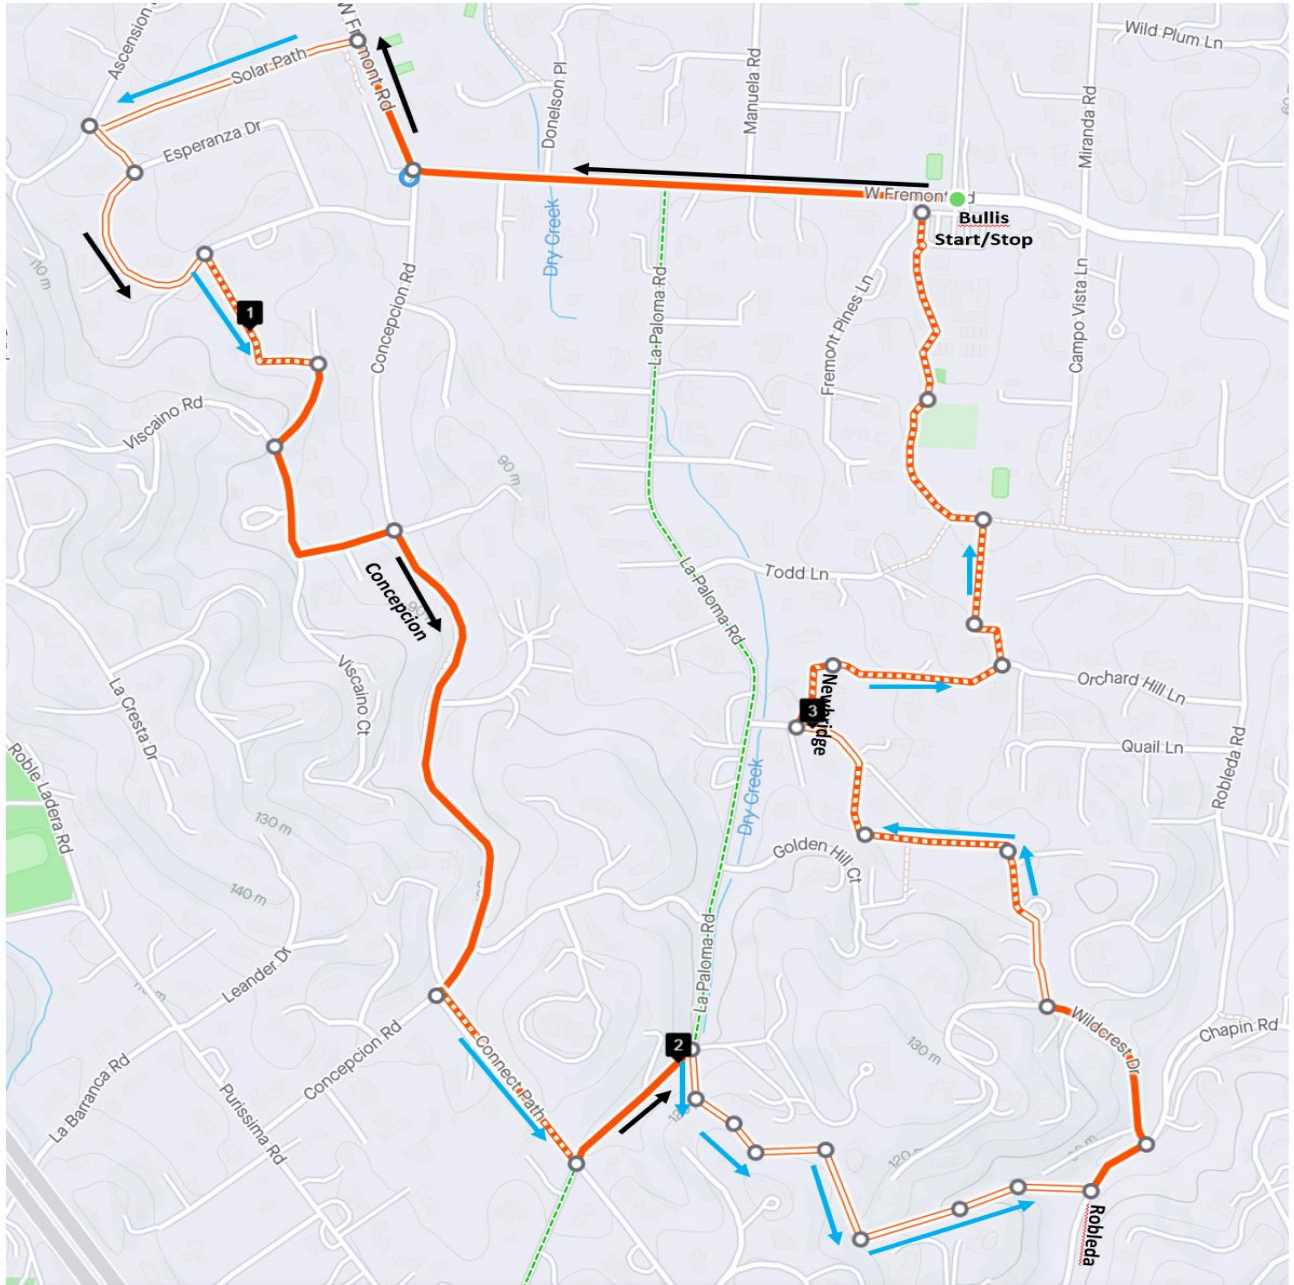 Ascension
Solar Path
W Fremont Rd
Esperanza Dr
Donelson Pl
Manuela Rd
Wild Plum Ln
Miranda Rd
W Fremont Rd
Bullis
Start/Stop
Dry Creek
110 m
1
Concepcion Rd
La Paloma Rd
Fremont Pines Ln
Campo Vista Ln
Viscaino Rd
90 m
Concepcion
La Paloma Rd
Todd Ln
Viscaino Ct
La Cresta Dr
Orchard Hill Ln
Newbridge
3
Quail Ln
Robleda Rd
Roble Ladera Rd
Dry Creek
130 m
Golden Hill Ct
140 m
Leander Dr
La Paloma Rd
Concepcion Rd
Connect Path
2
Wildcrest Dr
Chapin Rd
130 m
La Barranca Rd
Purissima Rd
120 m
Robleda